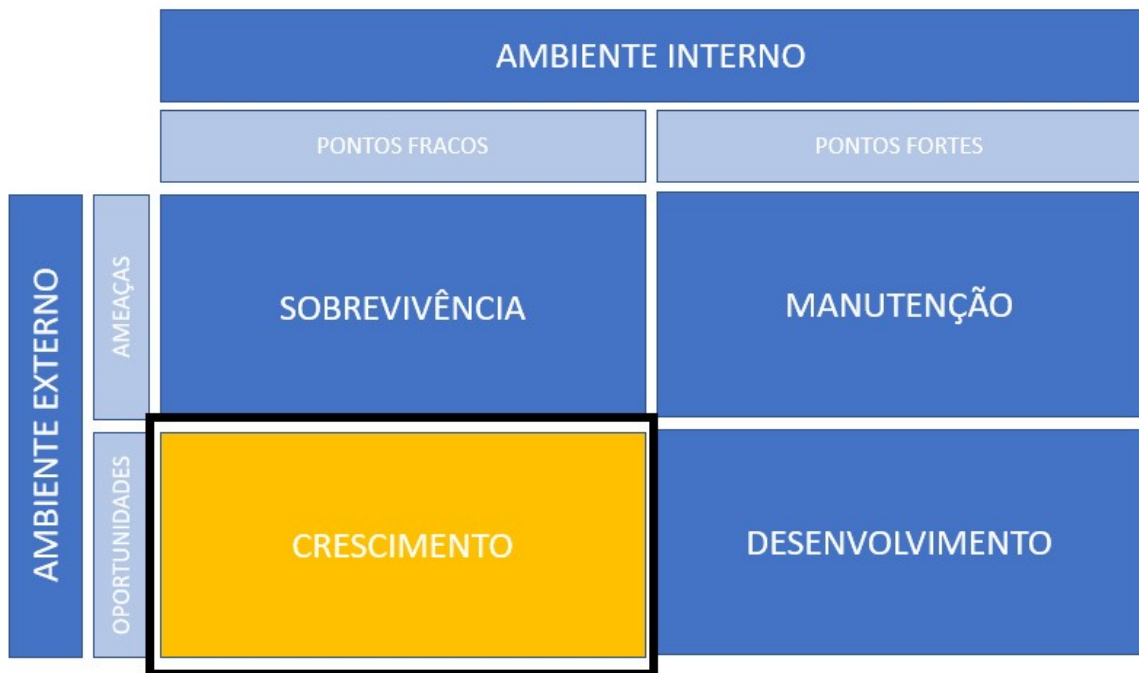 AMBIENTE INTERNO
PONTOS FRACOS
PONTOS FORTES
AMBIENTE EXTERNO
AMEAÇAS
SOBREVIVÊNCIA
MANUTENÇÃO
OPORTUNIDADES
CRESCIMENTO
DESENVOLVIMENTO